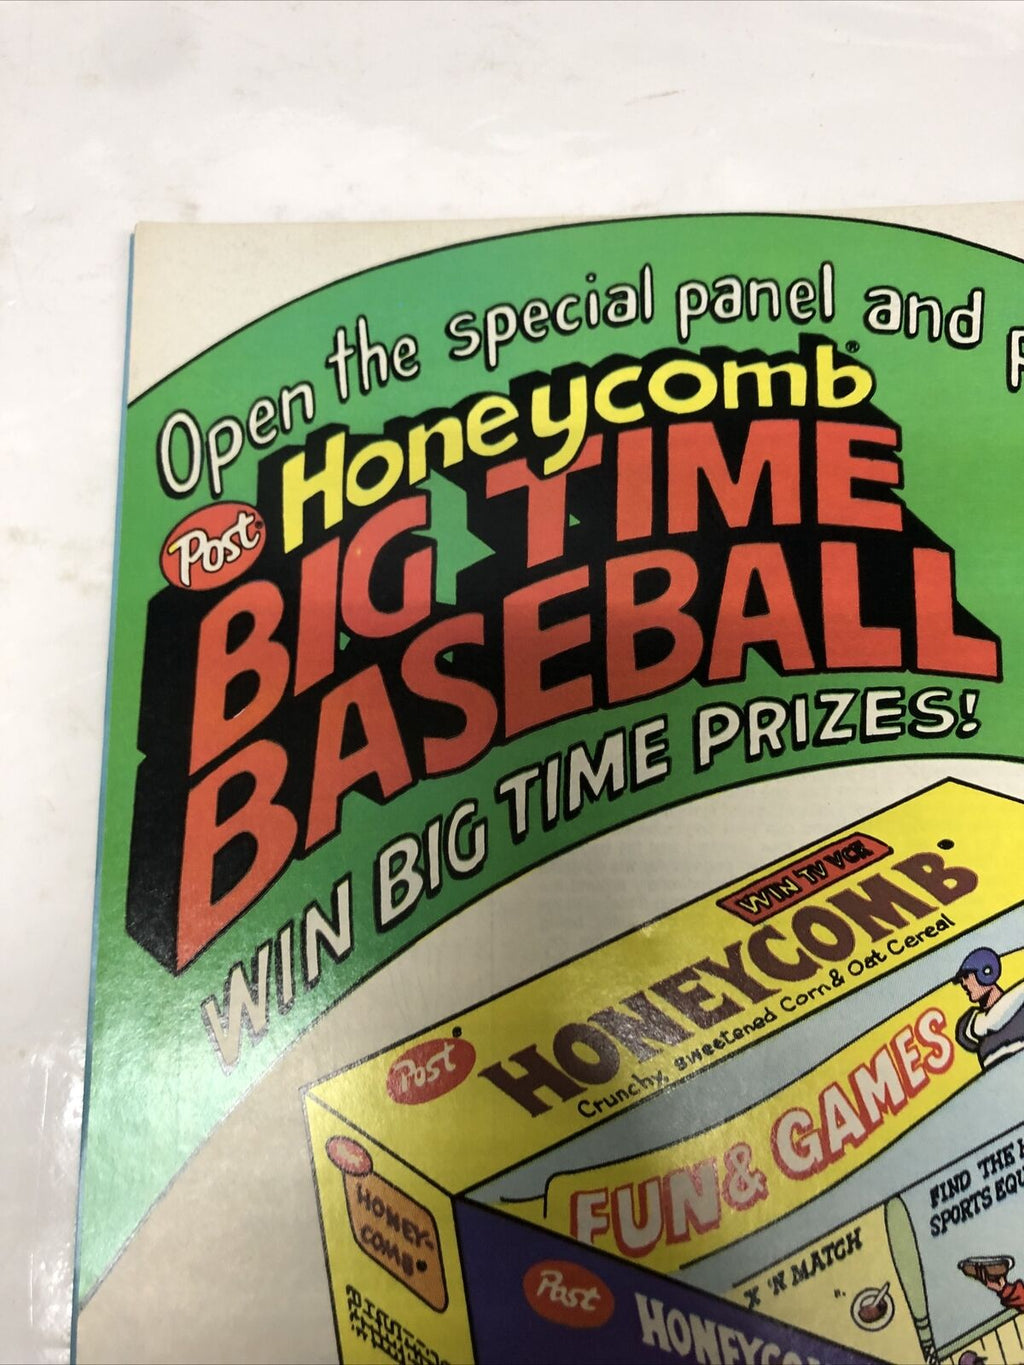 Open the special panel and
Post
Honeycomb®
BIG TIME
BASEBALL
WIN BIG TIME PRIZES!
WIN TV VCR
HONEYCOMB
Crunchy, sweetened Corn & Oat Cereal
Post
FUN & GAMES
HONEY-
COMB
FIND THE
SPORTS EQU
X 'N MATCH
Post
HONEYCO